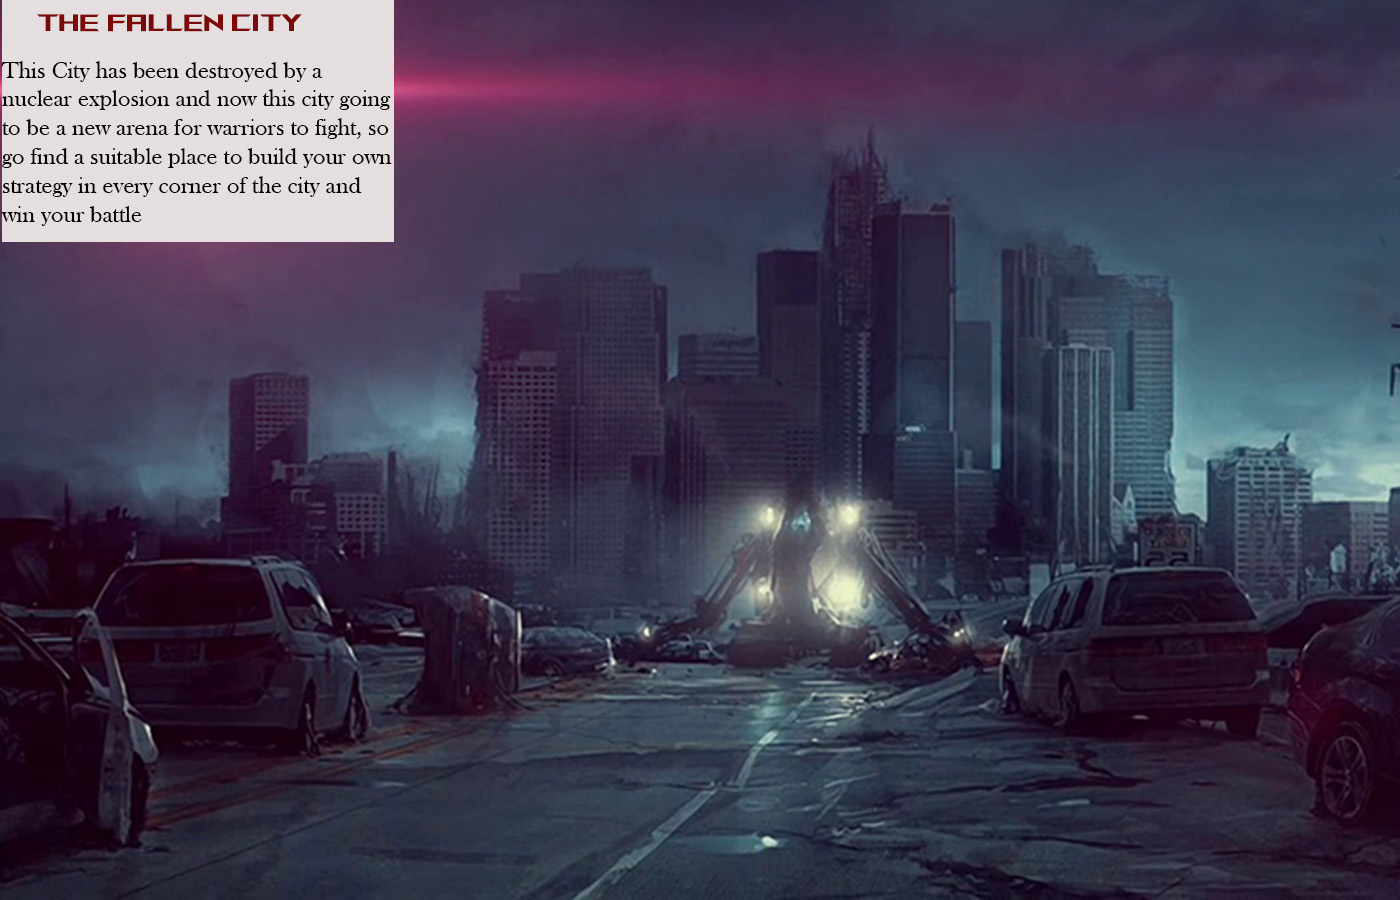 THE FALLEN CITY
This City has been destroyed by a
nuclear explosion and now this city going
to be a new arena for warriors to fight, so
go find a suitable place to build your own
strategy in every corner of the city and
win your battle